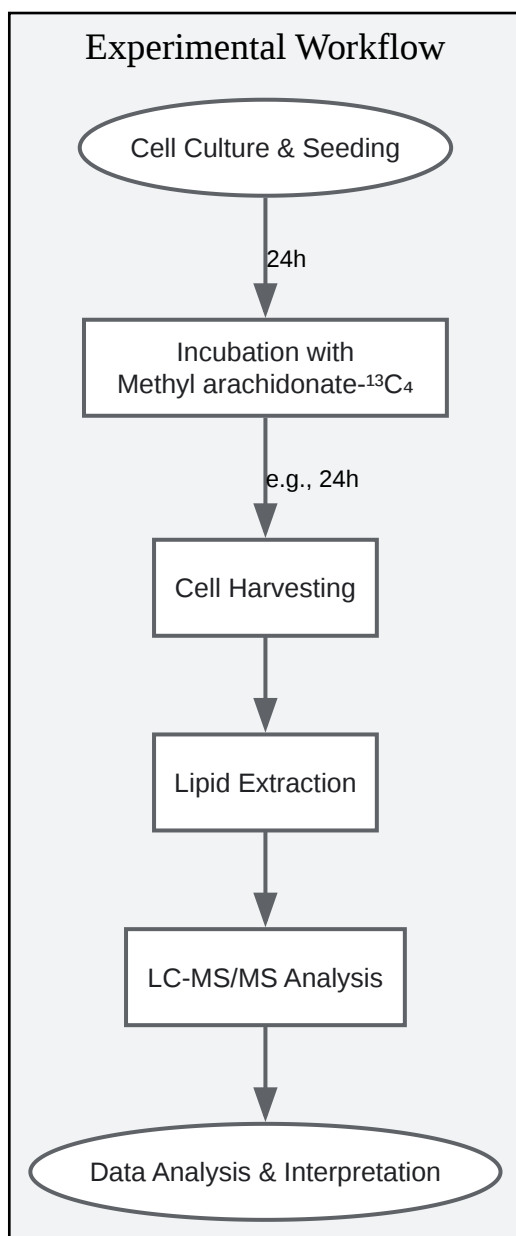 Experimental Workflow
Cell Culture & Seeding
24h
Incubation with
Methyl arachidonate-¹³C₄
e.g., 24h
Cell Harvesting
Lipid Extraction
LC-MS/MS Analysis
Data Analysis & Interpretation